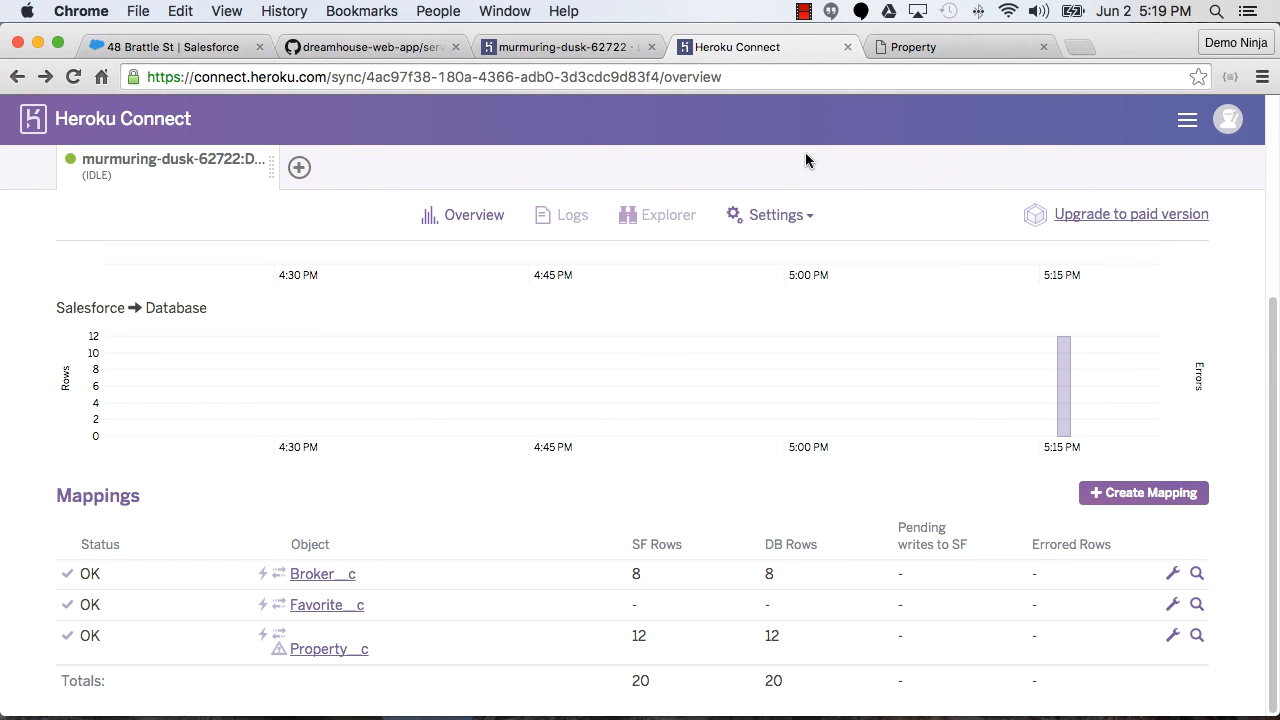 Chrome File Edit View History Bookmarks People Window Help Jun 2 5:19 PM
48 Brattle St | Salesforce dreamhouse-web-app/serv murmuring-dusk-62722 · Heroku Connect Property Demo Ninja
https://connect.heroku.com/sync/4ac97f38-180a-4366-adb0-3d3cdc9d83f4/overview
Heroku Connect
murmuring-dusk-62722:D...
(IDLE)
Overview Logs Explorer Settings Upgrade to paid version
4:30 PM 4:45 PM 5:00 PM 5:15 PM
Salesforce → Database
12
10
8
6
4
2
0
Rows
Errors
4:30 PM 4:45 PM 5:00 PM 5:15 PM
Mappings + Create Mapping
Status Object SF Rows DB Rows Pending writes to SF Errored Rows
OK Broker__c 8 8 - -
OK Favorite__c - - - -
OK Property__c 12 12 - -
Totals: 20 20 - -